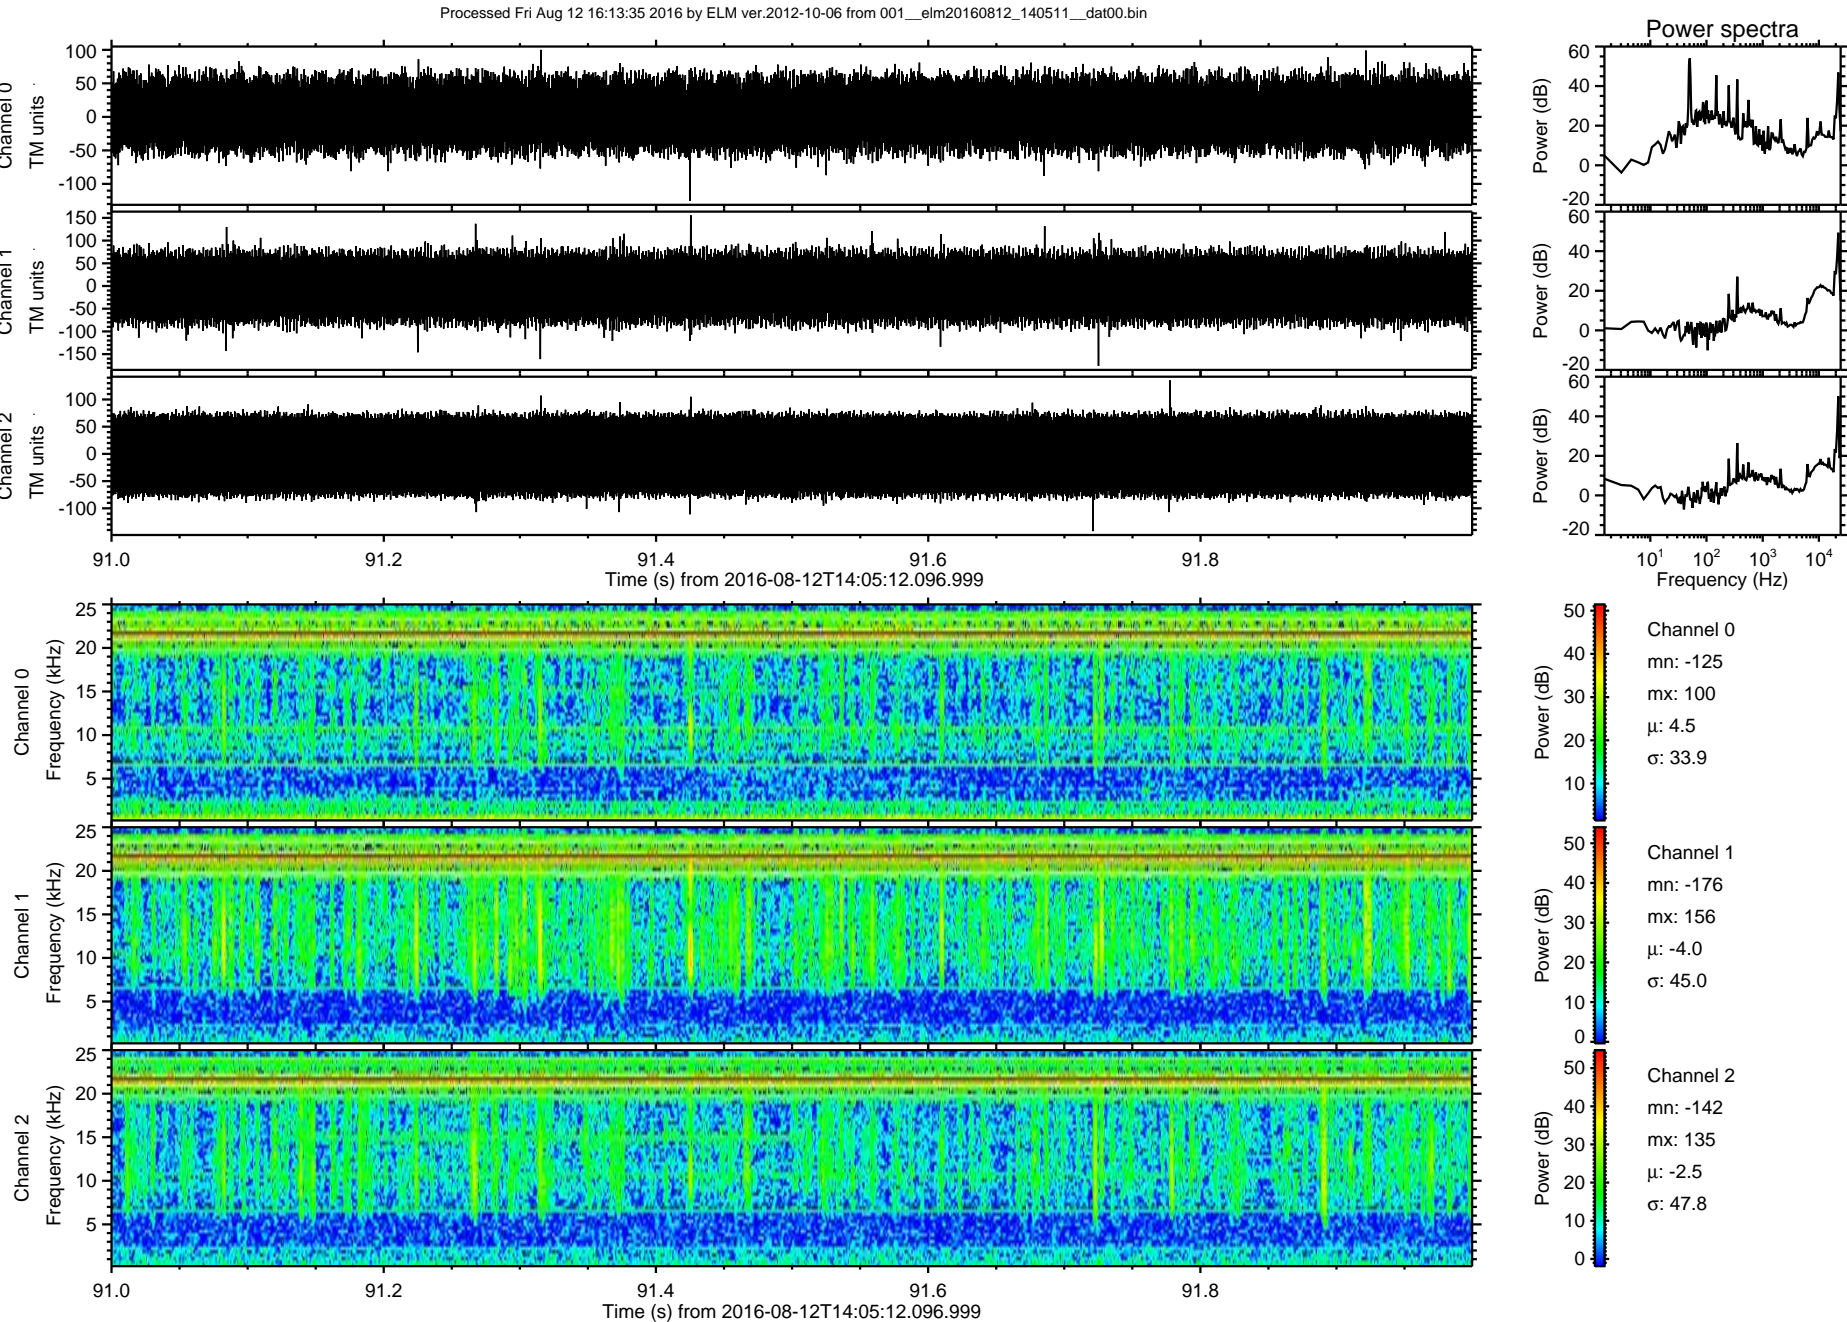 Processed Fri Aug 12 16:13:35 2016 by ELM ver.2012-10-06 from 001__elm20160812_140511__dat00.bin
Power spectra
Channel 0
TM units
100
50
0
-50
-100
Power (dB)
60
40
20
0
-20
Channel 1
TM units
150
100
50
0
-50
-100
-150
Power (dB)
60
40
20
0
-20
Channel 2
TM units
100
50
0
-50
-100
Power (dB)
60
40
20
0
-20
91.0 91.2 91.4 91.6 91.8
Time (s) from 2016-08-12T14:05:12.096.999
10¹ 10² 10³ 10⁴
Frequency (Hz)
Channel 0
Frequency (kHz)
25
20
15
10
5
Power (dB)
50
40
30
20
10
Channel 0
mn: -125
mx: 100
μ: 4.5
σ: 33.9
Channel 1
Frequency (kHz)
25
20
15
10
5
Power (dB)
50
40
30
20
10
0
Channel 1
mn: -176
mx: 156
μ: -4.0
σ: 45.0
Channel 2
Frequency (kHz)
25
20
15
10
5
Power (dB)
50
40
30
20
10
0
Channel 2
mn: -142
mx: 135
μ: -2.5
σ: 47.8
91.0 91.2 91.4 91.6 91.8
Time (s) from 2016-08-12T14:05:12.096.999